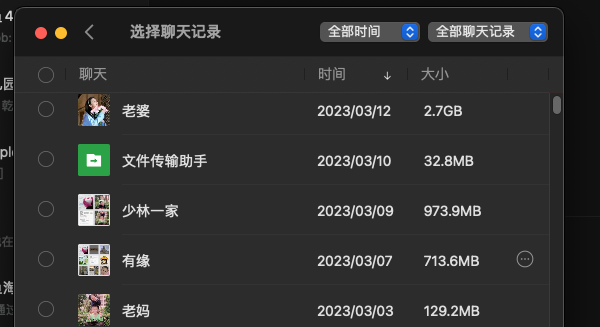 选择聊天记录 全部时间 全部聊天记录
聊天 时间 ↓ 大小
老婆 2023/03/12 2.7GB
文件传输助手 2023/03/10 32.8MB
少林一家 2023/03/09 973.9MB
有缘 2023/03/07 713.6MB
老妈 2023/03/03 129.2MB